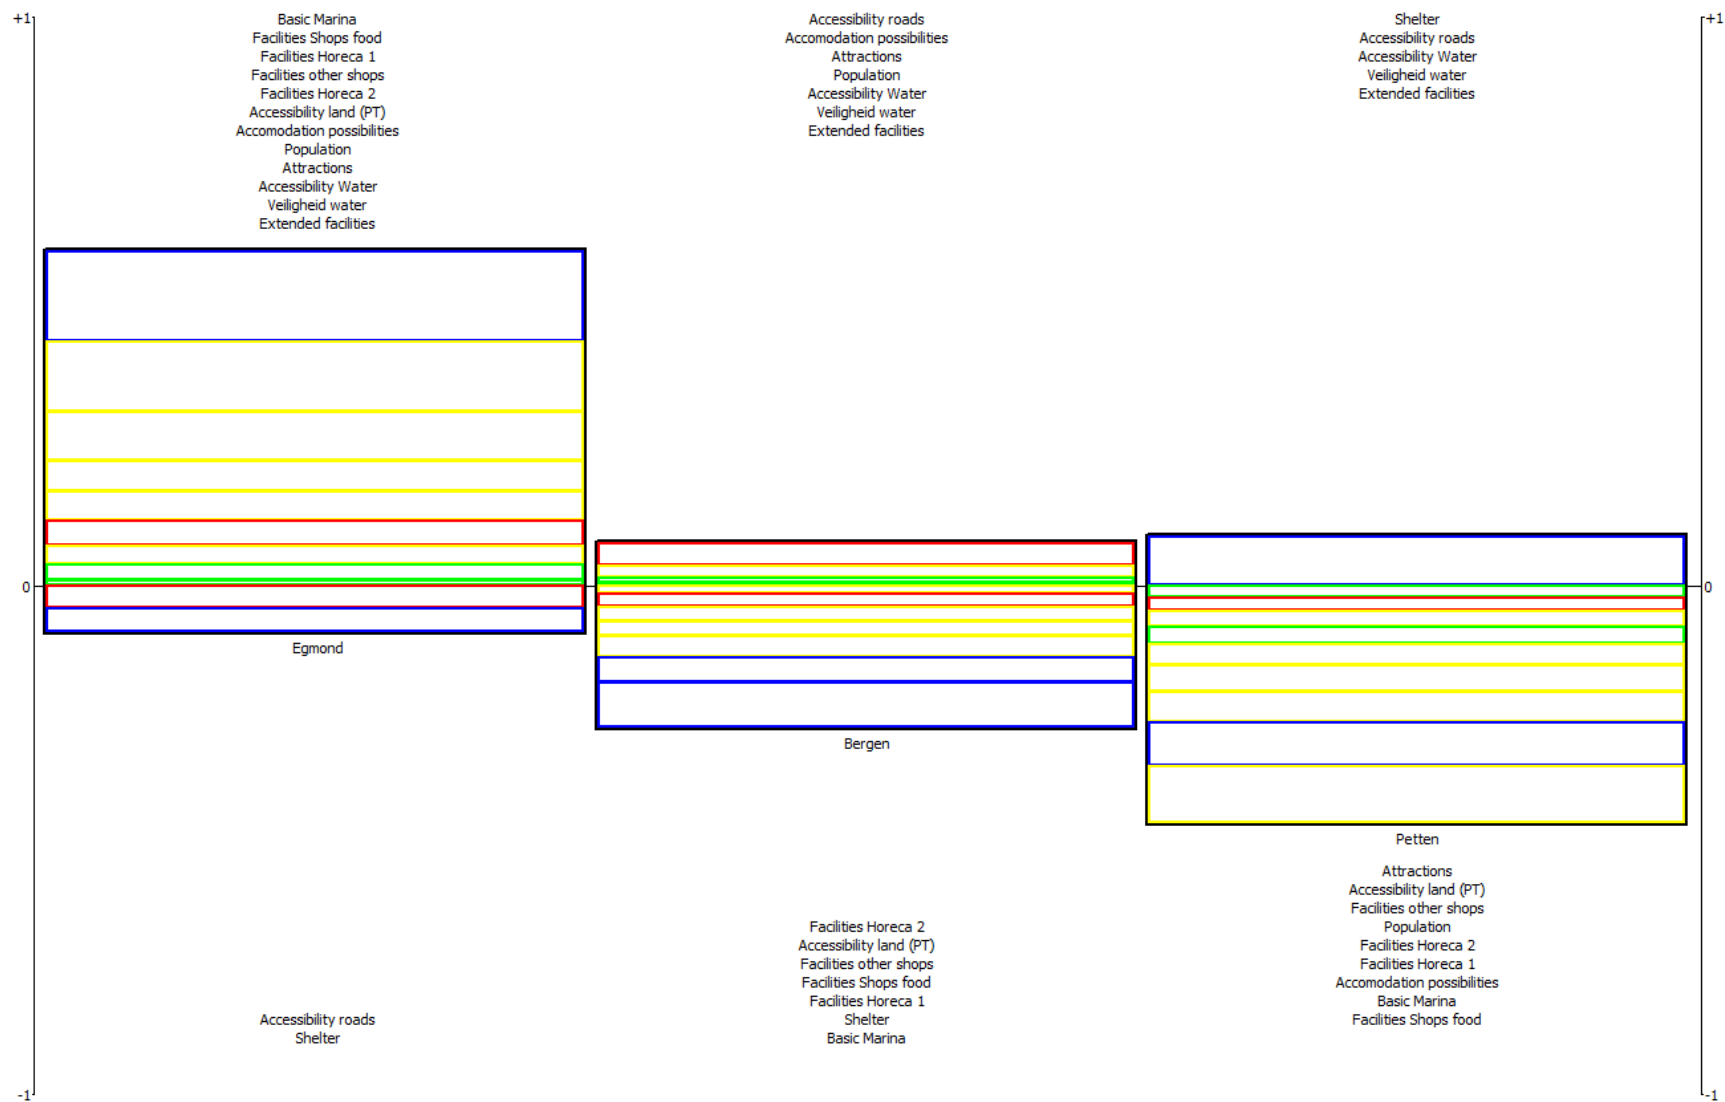 +1
Basic Marina
Facilities Shops food
Facilities Horeca 1
Facilities other shops
Facilities Horeca 2
Accessibility land (PT)
Accomodation possibilities
Population
Attractions
Accessibility Water
Veiligheid water
Extended facilities
Accessibility roads
Accomodation possibilities
Attractions
Population
Accessibility Water
Veiligheid water
Extended facilities
Shelter
Accessibility roads
Accessibility Water
Veiligheid water
Extended facilities
+1
0
0
Egmond
Bergen
Petten
Accessibility roads
Shelter
Facilities Horeca 2
Accessibility land (PT)
Facilities other shops
Facilities Shops food
Facilities Horeca 1
Shelter
Basic Marina
Attractions
Accessibility land (PT)
Facilities other shops
Population
Facilities Horeca 2
Facilities Horeca 1
Accomodation possibilities
Basic Marina
Facilities Shops food
-1
-1